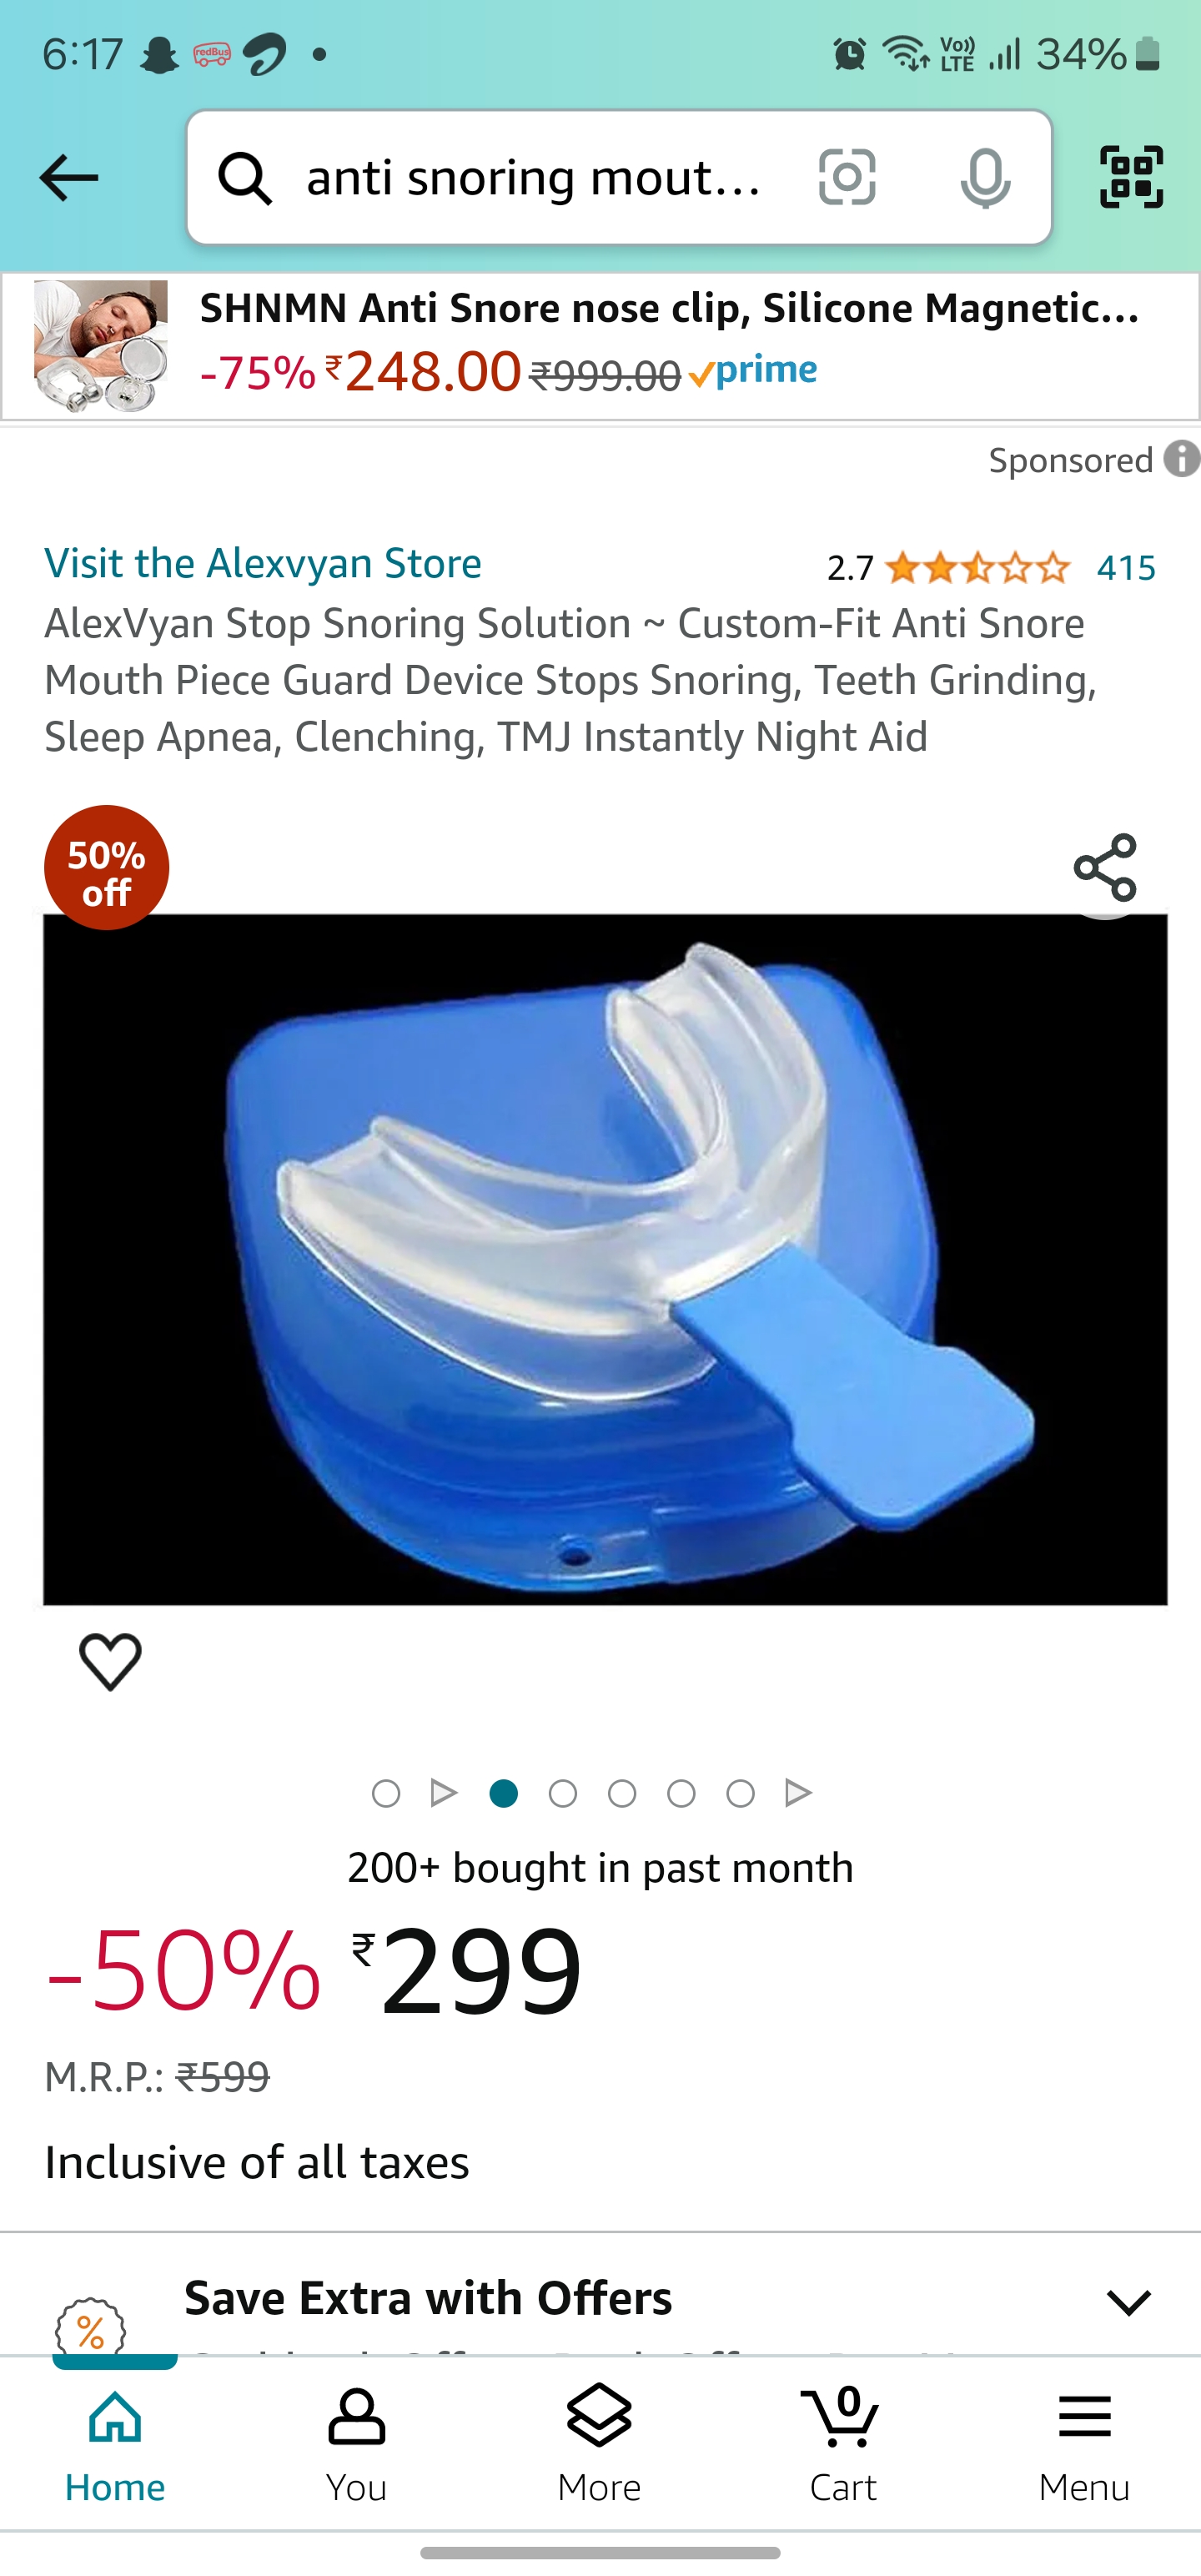 6:17 redBus Vo)) LTE 34%
anti snoring mout...
SHNMN Anti Snore nose clip, Silicone Magnetic...
-75% ₹248.00 ₹999.00 prime
Sponsored
Visit the Alexvyan Store 2.7 415
AlexVyan Stop Snoring Solution ~ Custom-Fit Anti Snore
Mouth Piece Guard Device Stops Snoring, Teeth Grinding,
Sleep Apnea, Clenching, TMJ Instantly Night Aid
50%
off
200+ bought in past month
-50% ₹299
M.R.P.: ₹599
Inclusive of all taxes
Save Extra with Offers
%
0
Home You More Cart Menu